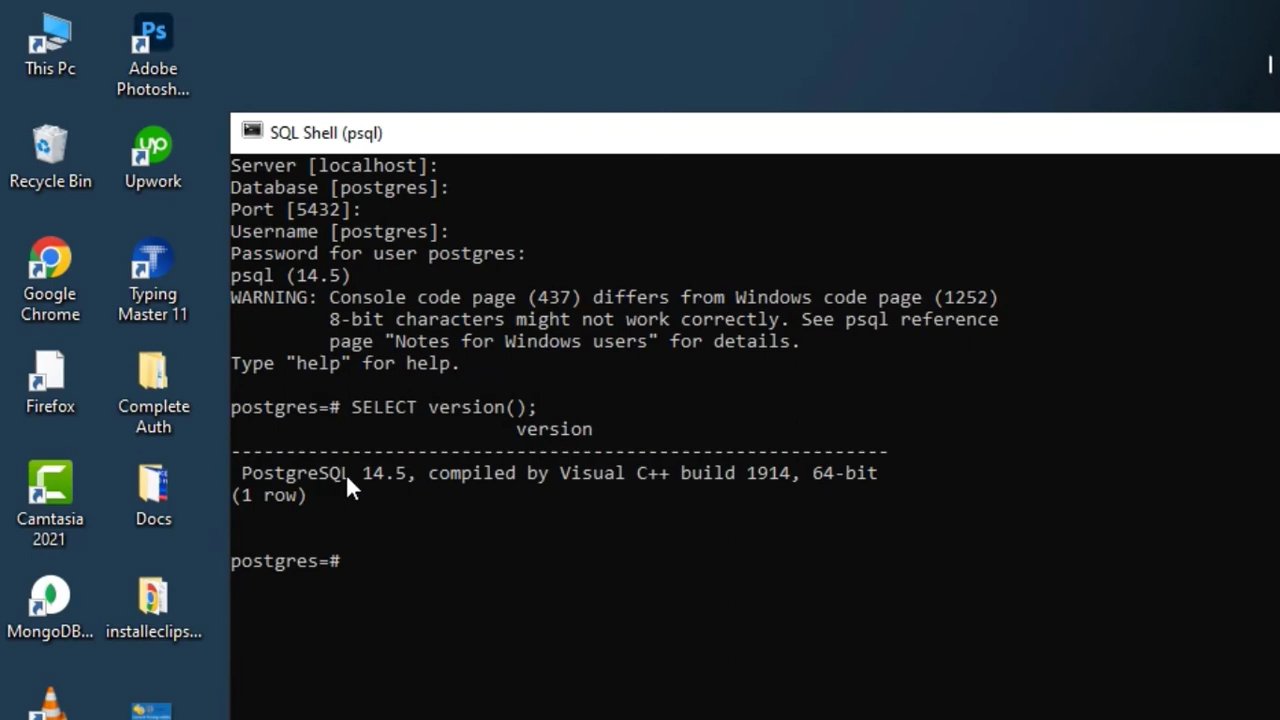 This Pc
Adobe
Photosh...
Recycle Bin
Upwork
Google
Chrome
Typing
Master 11
Firefox
Complete
Auth
Camtasia
2021
Docs
MongoDB...
installeclips...
Ps
up
T
C
SQL Shell (psql)
Server [localhost]:
Database [postgres]:
Port [5432]:
Username [postgres]:
Password for user postgres:
psql (14.5)
WARNING: Console code page (437) differs from Windows code page (1252)
8-bit characters might not work correctly. See psql reference
page "Notes for Windows users" for details.
Type "help" for help.
postgres=# SELECT version();
version
------------------------------------------------------------
PostgreSQL 14.5, compiled by Visual C++ build 1914, 64-bit
(1 row)
postgres=#